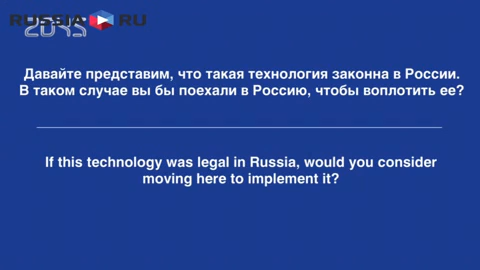 RUSSIA RU
2045
Давайте представим, что такая технология законна в России.
В таком случае вы бы поехали в Россию, чтобы воплотить ее?
If this technology was legal in Russia, would you consider
moving here to implement it?